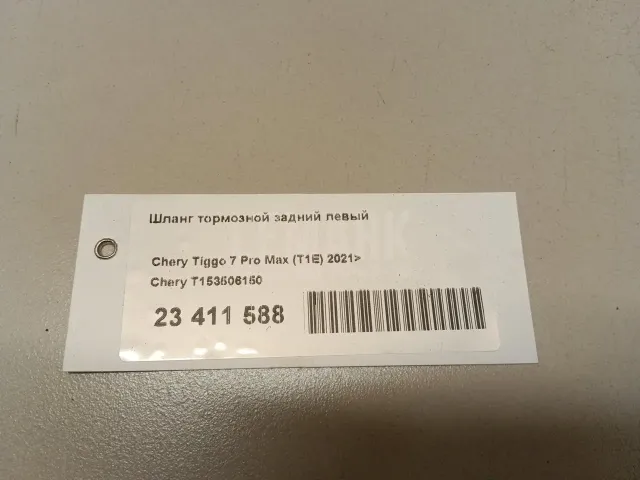 Шланг тормозной задний левый
Chery Tiggo 7 Pro Max (T1E) 2021>
Chery T153506150
23 411 588